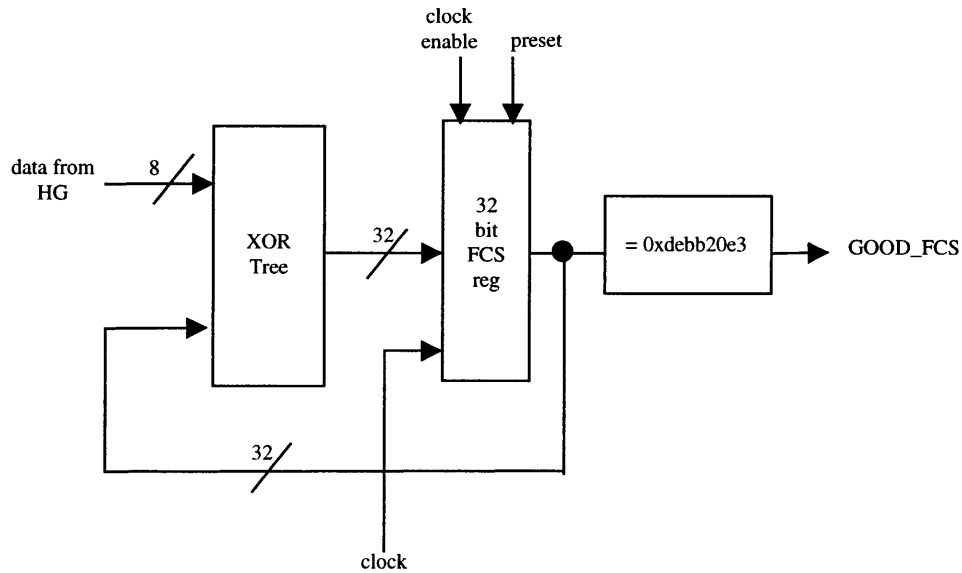 clock
enable
preset
data from
HG
8
XOR
Tree
32
32
bit
FCS
reg
= 0xdebb20e3
GOOD_FCS
32
clock